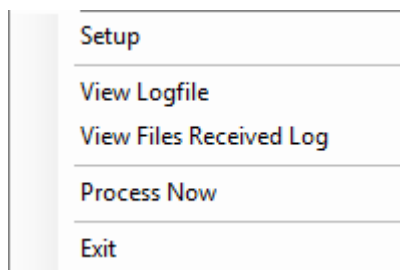 Setup
View Logfile
View Files Received Log
Process Now
Exit